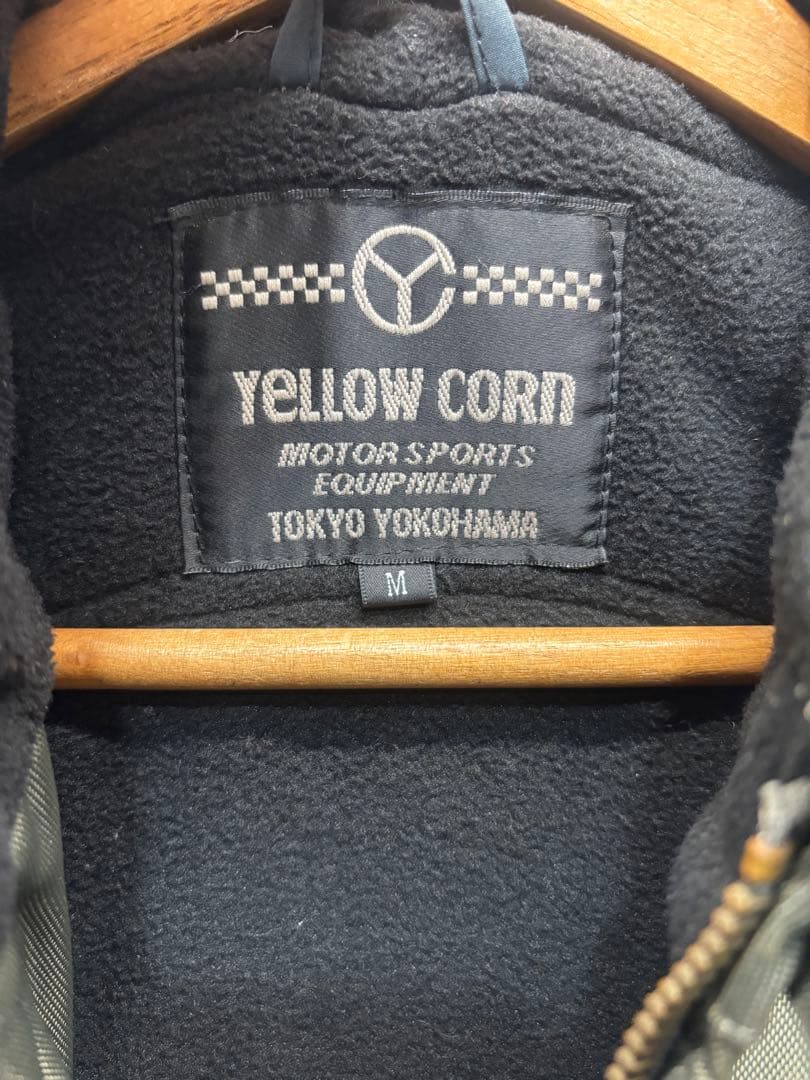 YeLLOW CORn
MOTOR SPORTS
EQUIPMENT
TOKYO YOKOHAMA
M